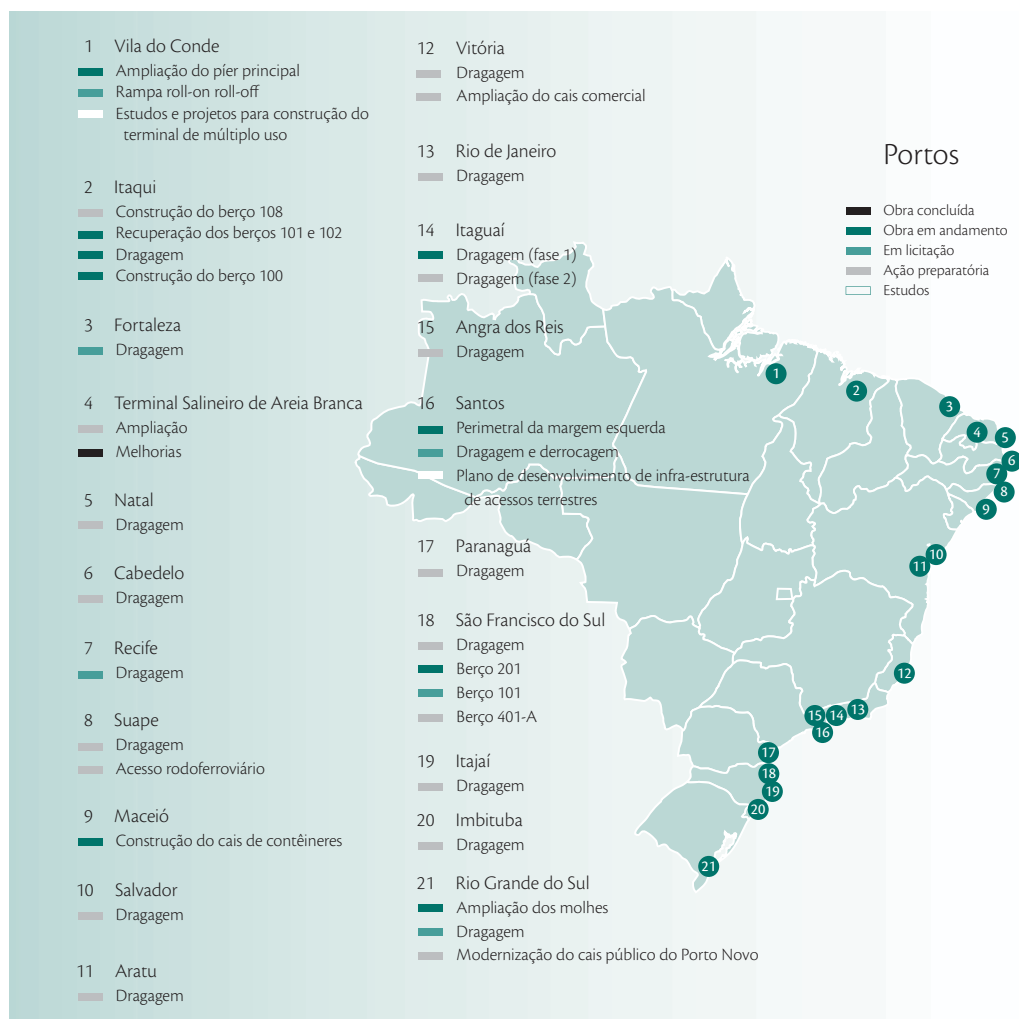 1 Vila do Conde
Ampliação do píer principal
Rampa roll-on roll-off
Estudos e projetos para construção do
terminal de múltiplo uso
2 Itaqui
Construção do berço 108
Recuperação dos berços 101 e 102
Dragagem
Construção do berço 100
3 Fortaleza
Dragagem
4 Terminal Salineiro de Areia Branca
Ampliação
Melhorias
5 Natal
Dragagem
6 Cabedelo
Dragagem
7 Recife
Dragagem
8 Suape
Dragagem
Acesso rodoferroviário
9 Maceió
Construção do cais de contêineres
10 Salvador
Dragagem
11 Aratu
Dragagem
12 Vitória
Dragagem
Ampliação do cais comercial
13 Rio de Janeiro
Dragagem
14 Itaguaí
Dragagem (fase 1)
Dragagem (fase 2)
15 Angra dos Reis
Dragagem
16 Santos
Perimetral da margem esquerda
Dragagem e derrocagem
Plano de desenvolvimento de infra-estrutura
de acessos terrestres
17 Paranaguá
Dragagem
18 São Francisco do Sul
Dragagem
Berço 201
Berço 101
Berço 401-A
19 Itajaí
Dragagem
20 Imbituba
Dragagem
21 Rio Grande do Sul
Ampliação dos molhes
Dragagem
Modernização do cais público do Porto Novo
Portos
Obra concluída
Obra em andamento
Em licitação
Ação preparatória
Estudos
1
2
3
4
5
6
7
8
9
10
11
12
13
14
15
16
17
18
19
20
21